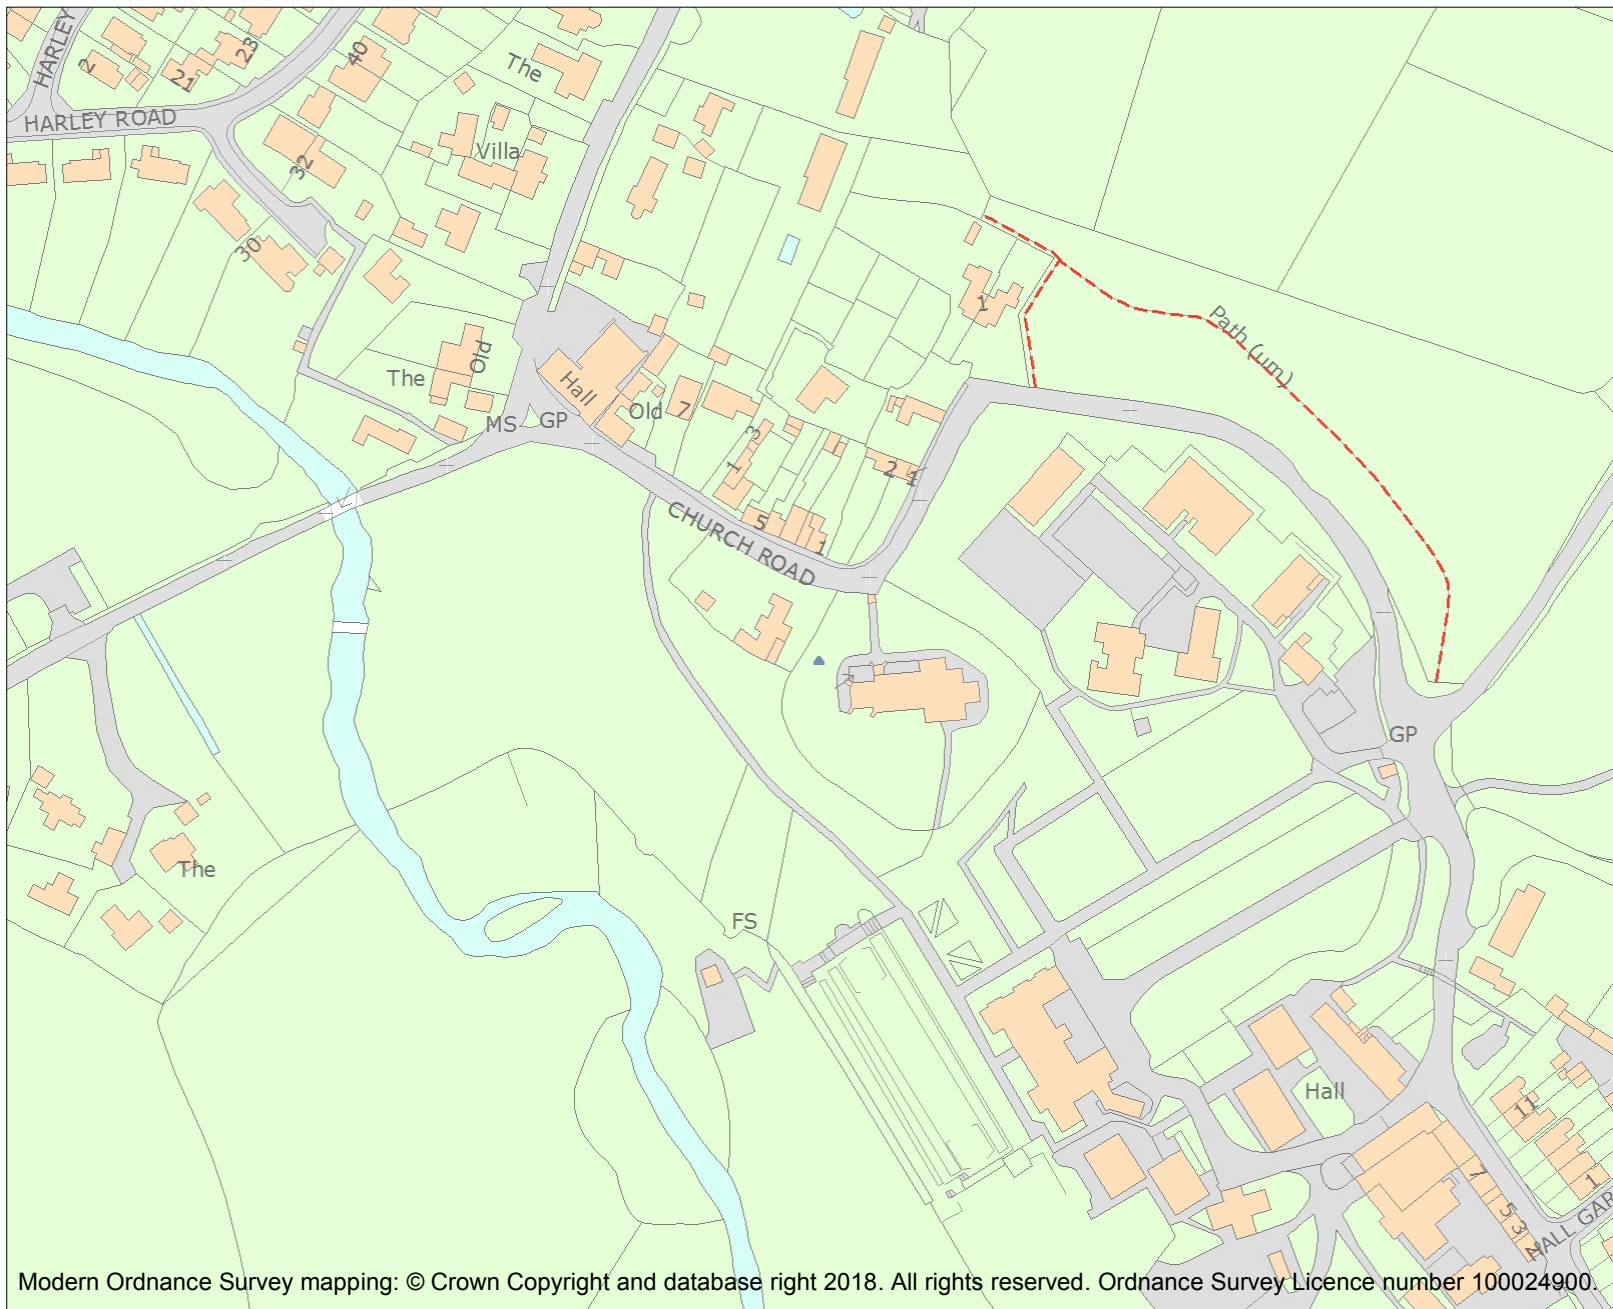 HARLEY
2
21
23
40
The
HARLEY ROAD
Villa
32
30
1
Path (um)
The
Old
Hall
Old
7
MS
GP
3
1
2
1
5
1
CHURCH ROAD
GP
The
FS
Hall
11
7
5
3
1
HALL GAR
Modern Ordnance Survey mapping: © Crown Copyright and database right 2018. All rights reserved. Ordnance Survey Licence number 100024900.